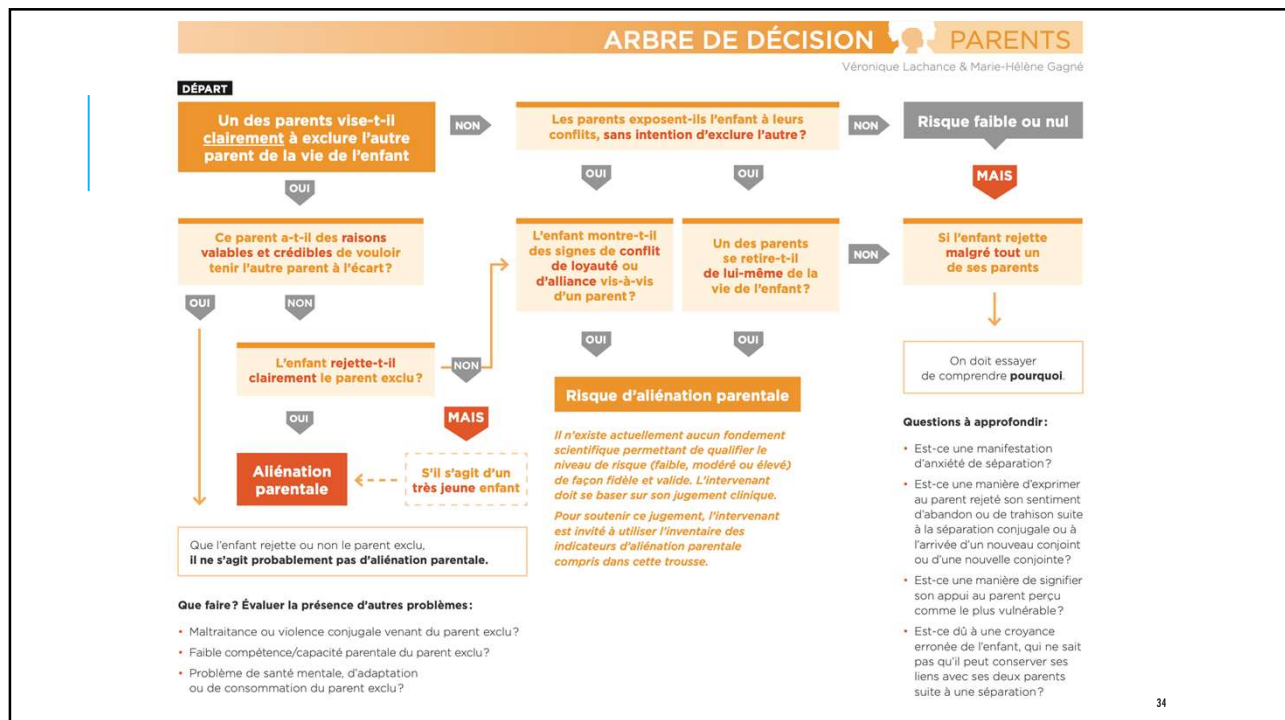 ARBRE DE DÉCISION PARENTS
Véronique Lachance & Marie-Hélène Gagné
DÉPART
Un des parents vise-t-il
clairement à exclure l'autre
parent de la vie de l'enfant
NON
Les parents exposent-ils l'enfant à leurs
conflits, sans intention d'exclure l'autre ?
NON
Risque faible ou nul
OUI
OUI
OUI
MAIS
Ce parent a-t-il des raisons
valables et crédibles de vouloir
tenir l'autre parent à l'écart ?
L'enfant montre-t-il
des signes de conflit
de loyauté ou
d'alliance vis-à-vis
d'un parent ?
Un des parents
se retire-t-il
de lui-même de la
vie de l'enfant ?
NON
Si l'enfant rejette
malgré tout un
de ses parents
OUI
NON
L'enfant rejette-t-il
clairement le parent exclu ?
NON
OUI
OUI
On doit essayer
de comprendre pourquoi.
OUI
MAIS
Risque d'aliénation parentale
Aliénation
parentale
S'il s'agit d'un
très jeune enfant
Il n'existe actuellement aucun fondement
scientifique permettant de qualifier le
niveau de risque (faible, modéré ou élevé)
de façon fidèle et valide. L'intervenant
doit se baser sur son jugement clinique.
Pour soutenir ce jugement, l'intervenant
est invité à utiliser l'inventaire des
indicateurs d'aliénation parentale
compris dans cette trousse.
Que l'enfant rejette ou non le parent exclu,
il ne s'agit probablement pas d'aliénation parentale.
Que faire ? Évaluer la présence d'autres problèmes :
• Maltraitance ou violence conjugale venant du parent exclu ?
• Faible compétence/capacité parentale du parent exclu ?
• Problème de santé mentale, d'adaptation
ou de consommation du parent exclu ?
Questions à approfondir :
• Est-ce une manifestation
d'anxiété de séparation ?
• Est-ce une manière d'exprimer
au parent rejeté son sentiment
d'abandon ou de trahison suite
à la séparation conjugale ou à
l'arrivée d'un nouveau conjoint
ou d'une nouvelle conjointe ?
• Est-ce une manière de signifier
son appui au parent perçu
comme le plus vulnérable ?
• Est-ce dû à une croyance
erronée de l'enfant, qui ne sait
pas qu'il peut conserver ses
liens avec ses deux parents
suite à une séparation ?
34